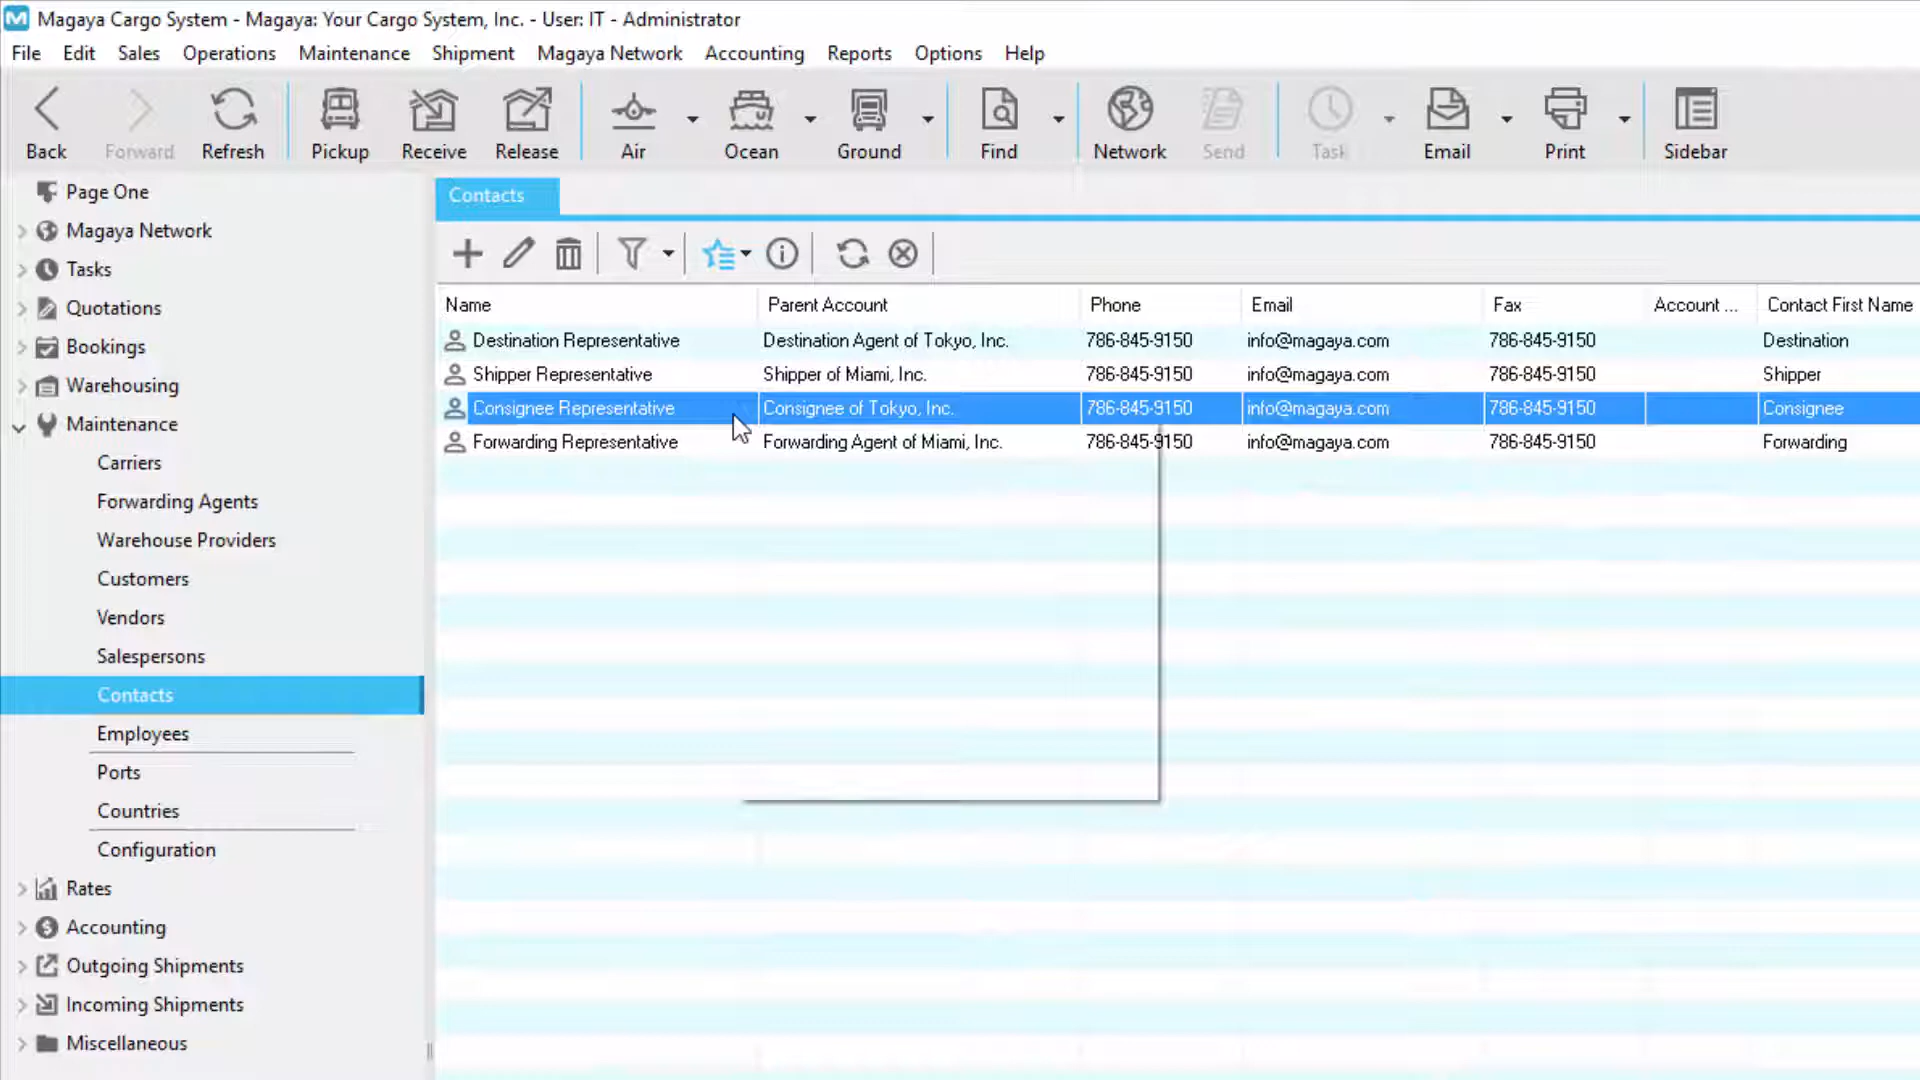 Magaya Cargo System - Magaya: Your Cargo System, Inc. - User: IT - Administrator
File Edit Sales Operations Maintenance Shipment Magaya Network Accounting Reports Options Help
Back Forward Refresh Pickup Receive Release Air Ocean Ground Find Network Send Task Email Print Sidebar
Page One
Magaya Network
Tasks
Quotations
Bookings
Warehousing
Maintenance
Carriers
Forwarding Agents
Warehouse Providers
Customers
Vendors
Salespersons
Contacts
Employees
Ports
Countries
Configuration
Rates
Accounting
Outgoing Shipments
Incoming Shipments
Miscellaneous
Contacts
Name Parent Account Phone Email Fax Account ... Contact First Name
Destination Representative Destination Agent of Tokyo, Inc. 786-845-9150 info@magaya.com 786-845-9150 Destination
Shipper Representative Shipper of Miami, Inc. 786-845-9150 info@magaya.com 786-845-9150 Shipper
Consignee Representative Consignee of Tokyo, Inc. 786-845-9150 info@magaya.com 786-845-9150 Consignee
Forwarding Representative Forwarding Agent of Miami, Inc. 786-845-9150 info@magaya.com 786-845-9150 Forwarding